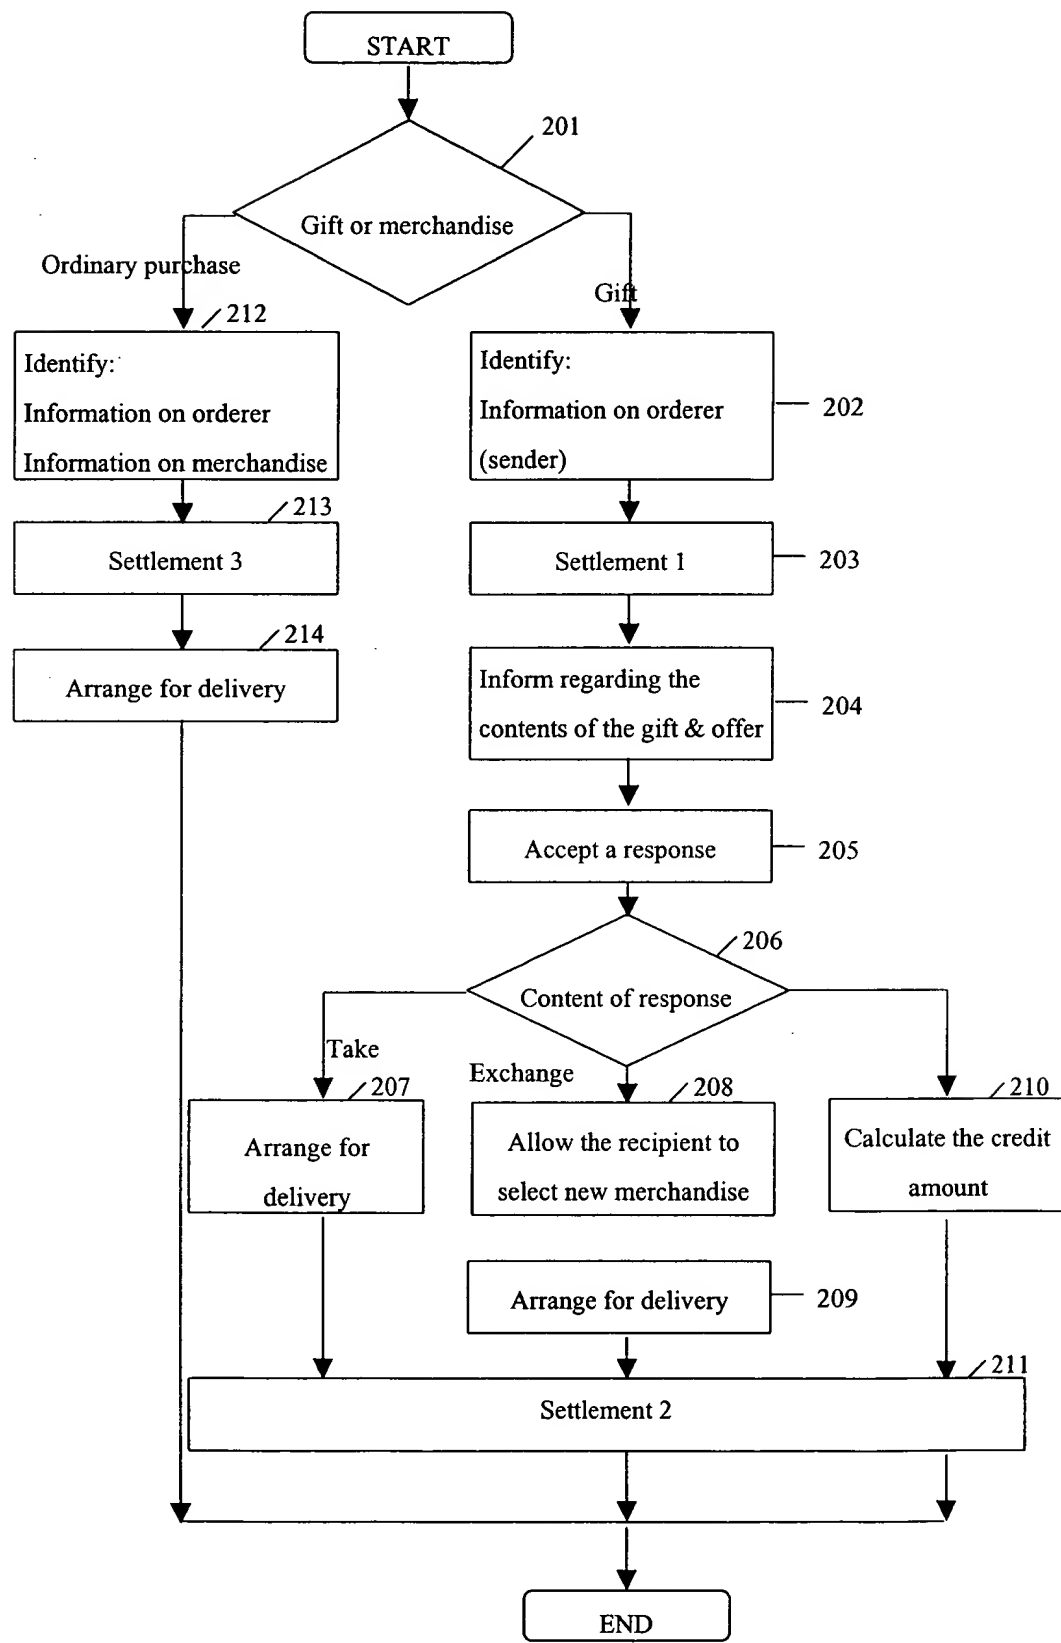 START
201
Gift or merchandise
Ordinary purchase
Gift
212
Identify:
Information on orderer
Information on merchandise
Identify:
Information on orderer
(sender)
202
213
Settlement 3
Settlement 1
203
214
Arrange for delivery
Inform regarding the
contents of the gift & offer
204
Accept a response
205
206
Content of response
Take
Exchange
207
Arrange for
delivery
208
Allow the recipient to
select new merchandise
210
Calculate the credit
amount
Arrange for delivery
209
211
Settlement 2
END